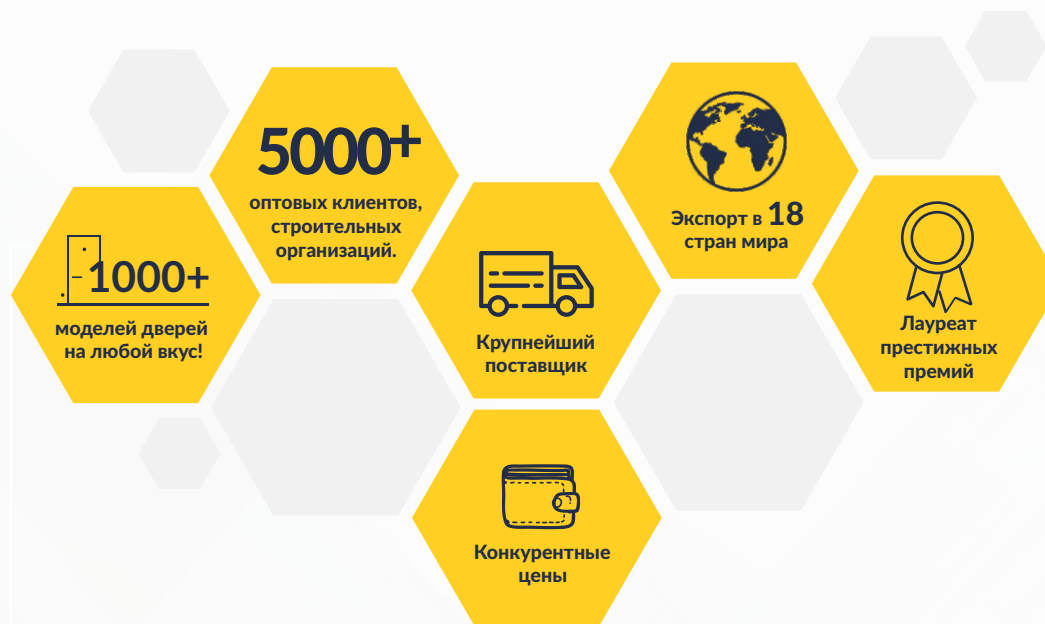 1000+
моделей дверей
на любой вкус!
5000+
оптовых клиентов,
строительных
организаций.
Крупнейший
поставщик
Конкурентные
цены
Экспорт в 18
стран мира
Лауреат
престижных
премий